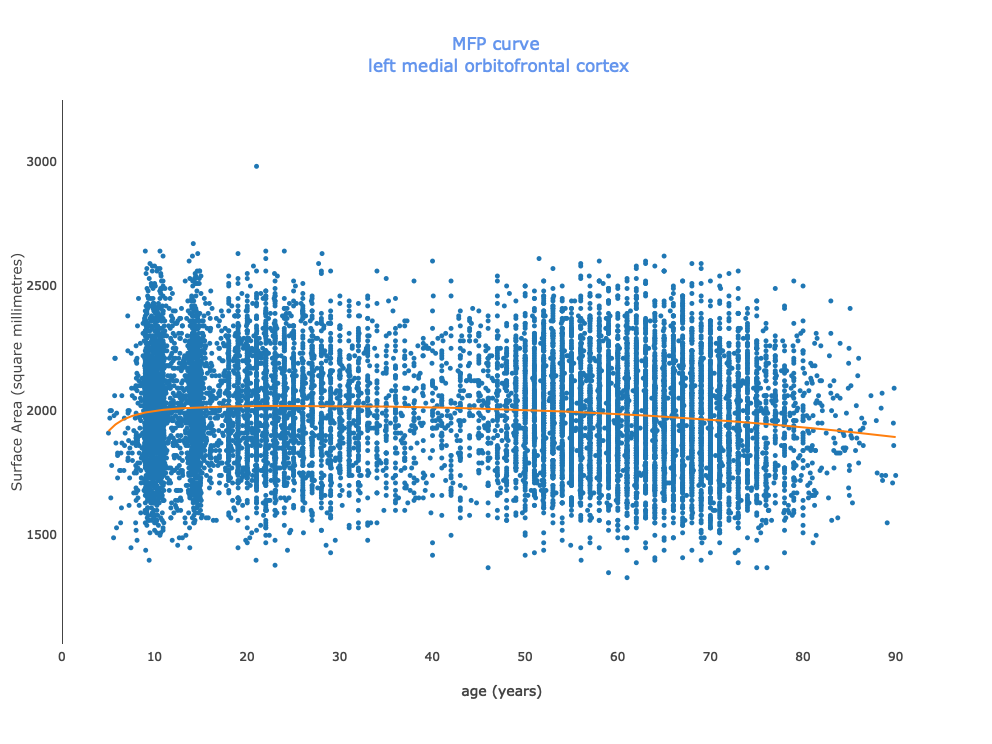 MFP curve
left medial orbitofrontal cortex
Surface Area (square millimetres)
3000
2500
2000
1500
0 10 20 30 40 50 60 70 80 90
age (years)